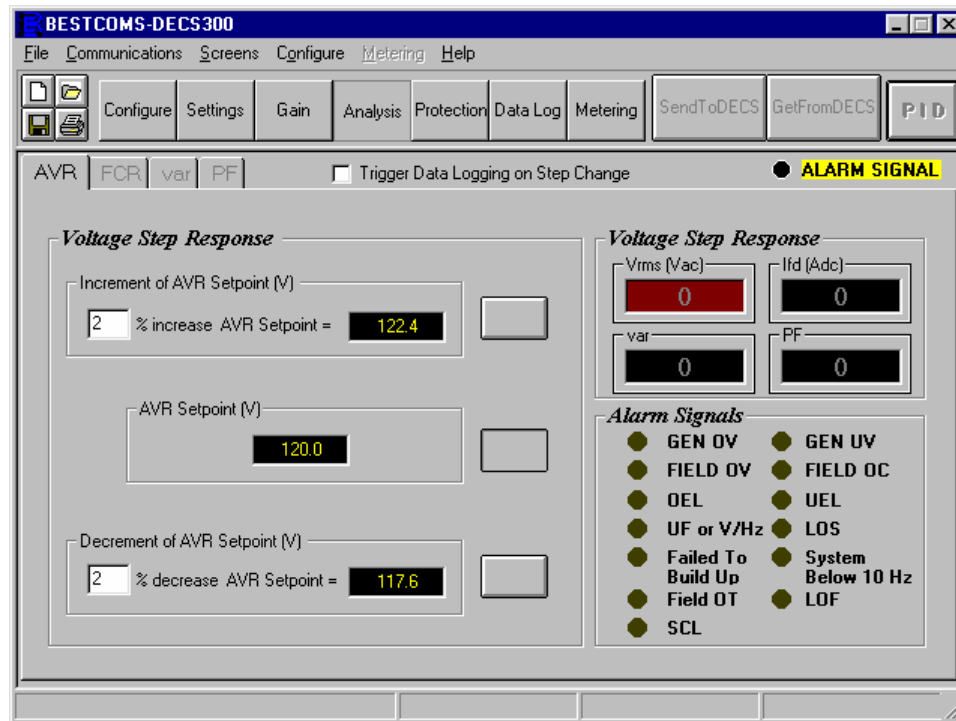 BESTCOMS-DECS300
File Communications Screens Configure Metering Help
Configure Settings Gain Analysis Protection Data Log Metering SendToDECS GetFromDECS PID
AVR FCR var PF Trigger Data Logging on Step Change ALARM SIGNAL
Voltage Step Response
Increment of AVR Setpoint (V)
2 % increase AVR Setpoint = 122.4
AVR Setpoint (V)
120.0
Decrement of AVR Setpoint (V)
2 % decrease AVR Setpoint = 117.6
Voltage Step Response
Vrms (Vac) Ifd (Adc)
0 0
var PF
0 0
Alarm Signals
GEN OV GEN UV
FIELD OV FIELD OC
OEL UEL
UF or V/Hz LOS
Failed To System
Build Up Below 10 Hz
Field OT LOF
SCL